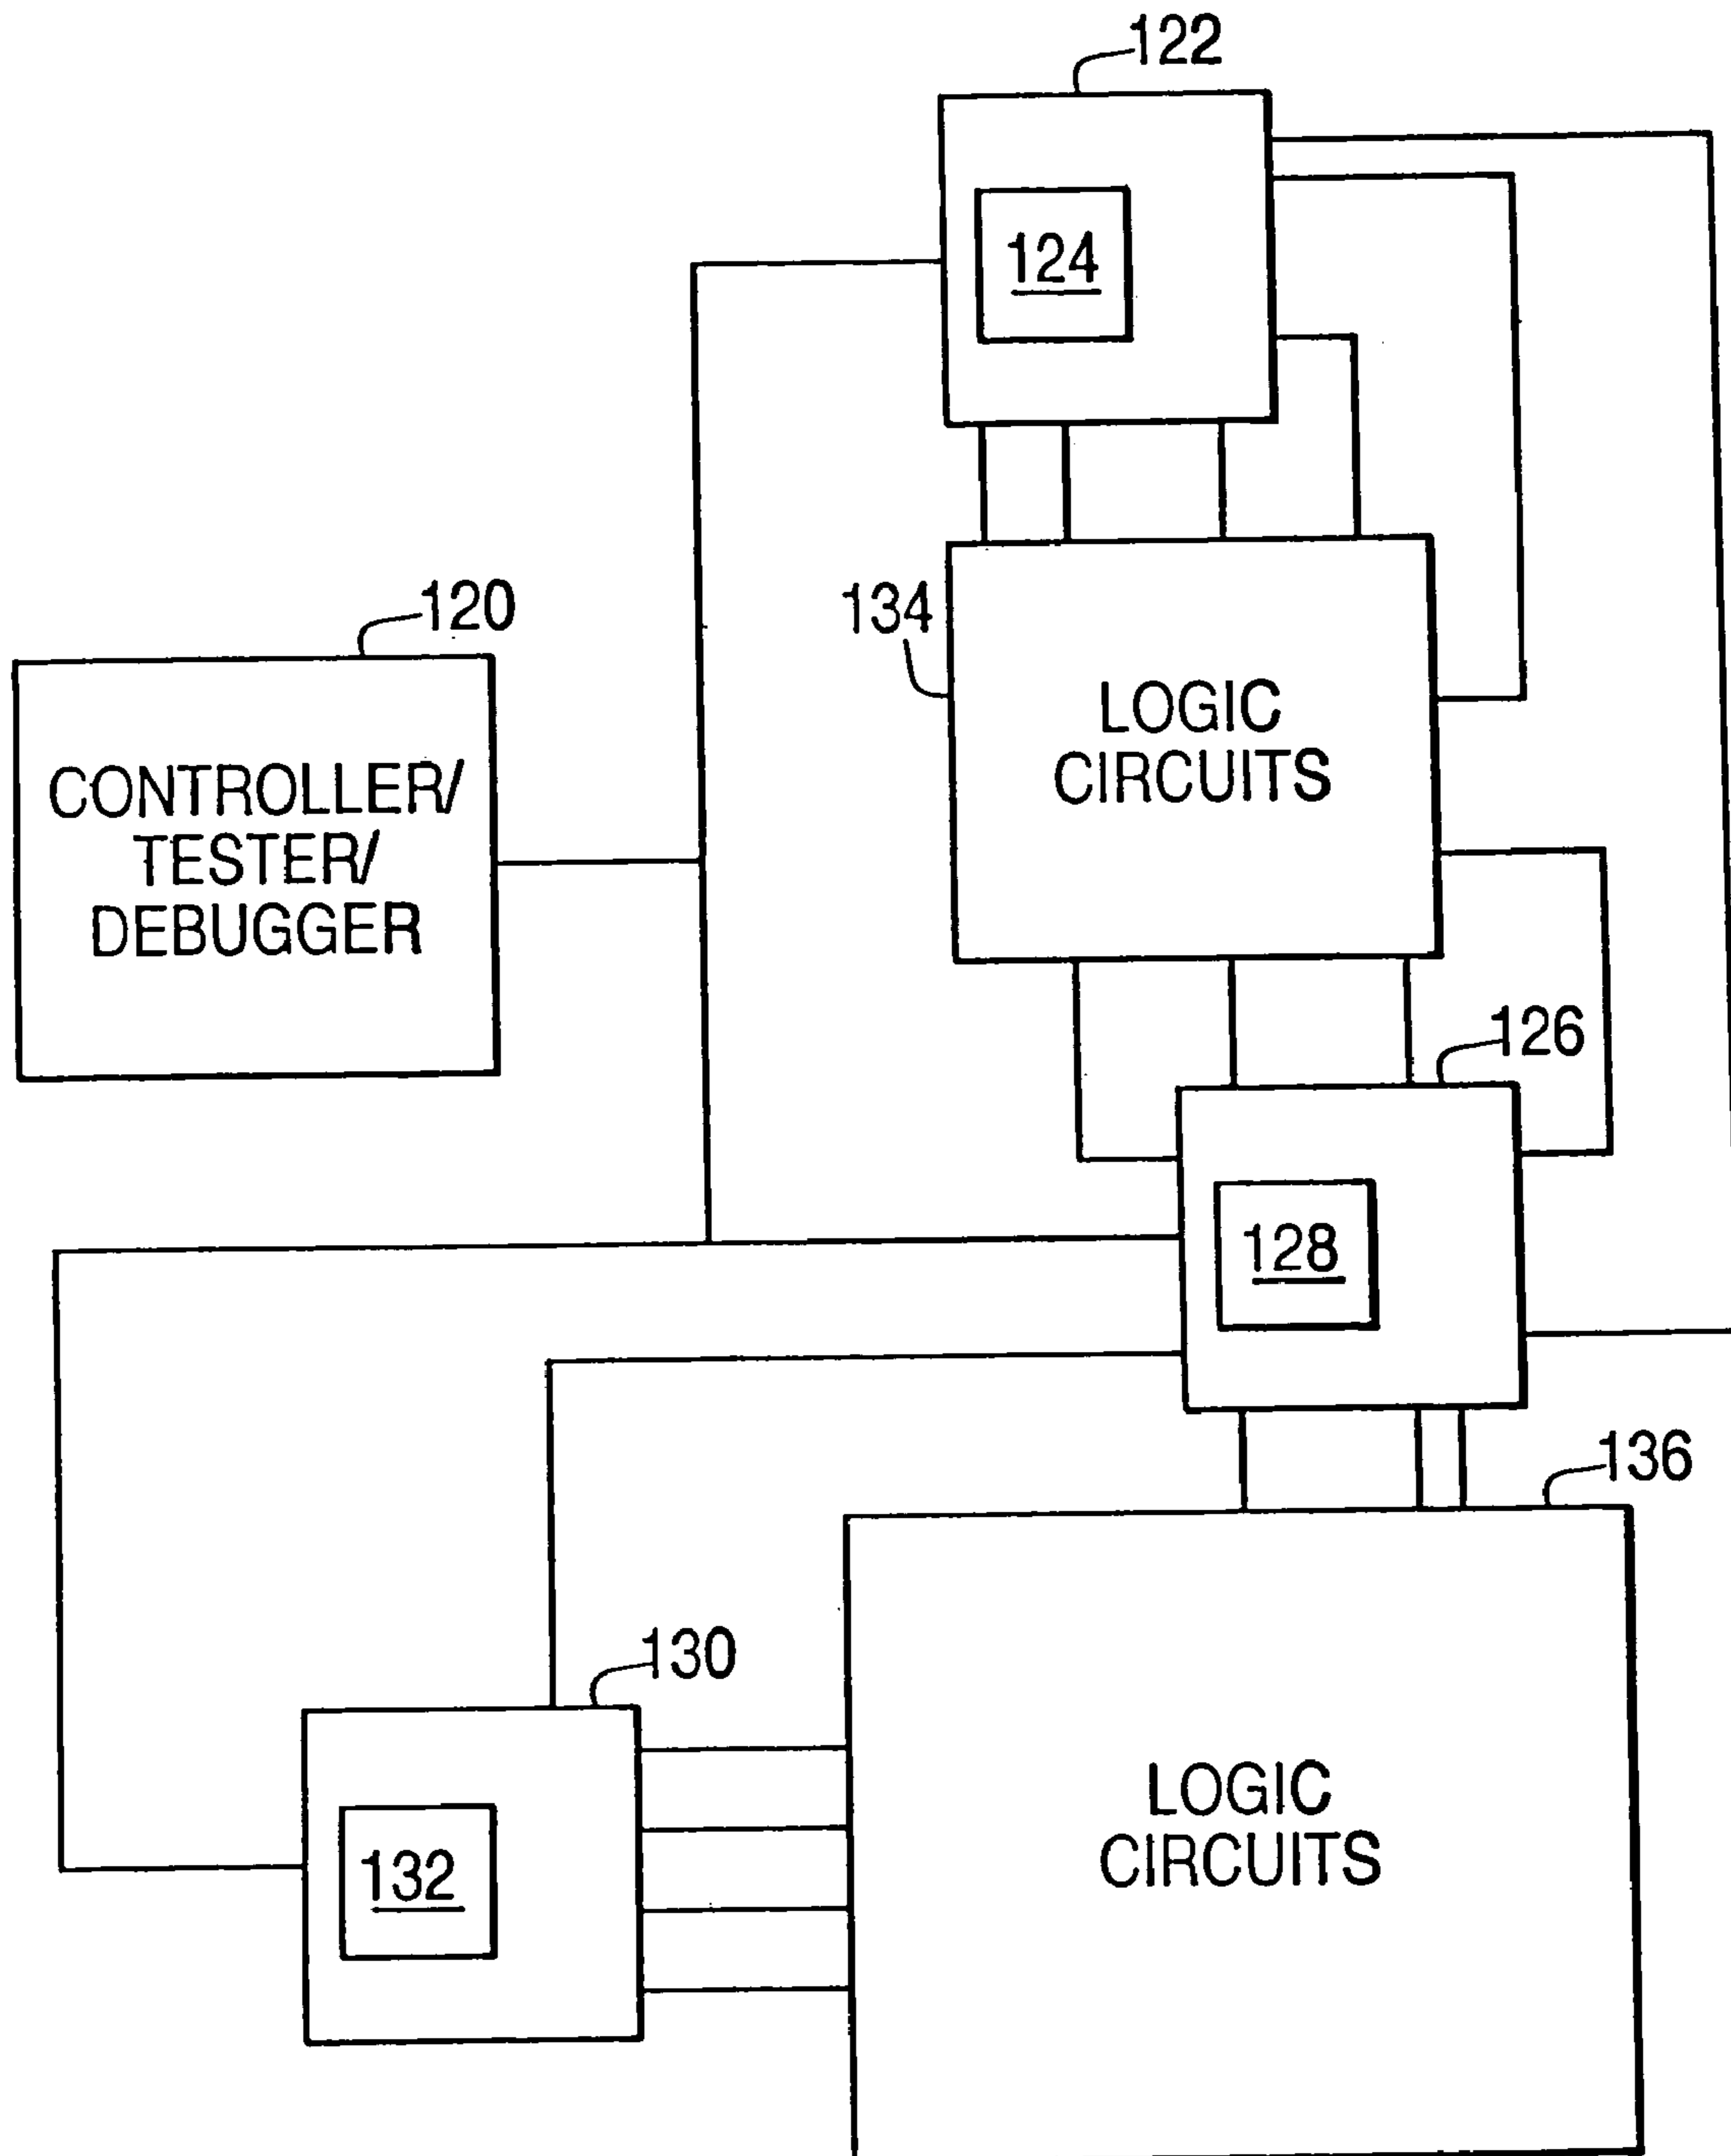 122
124
120
134
LOGIC
CIRCUITS
CONTROLLER/
TESTER/
DEBUGGER
126
128
136
130
LOGIC
CIRCUITS
132